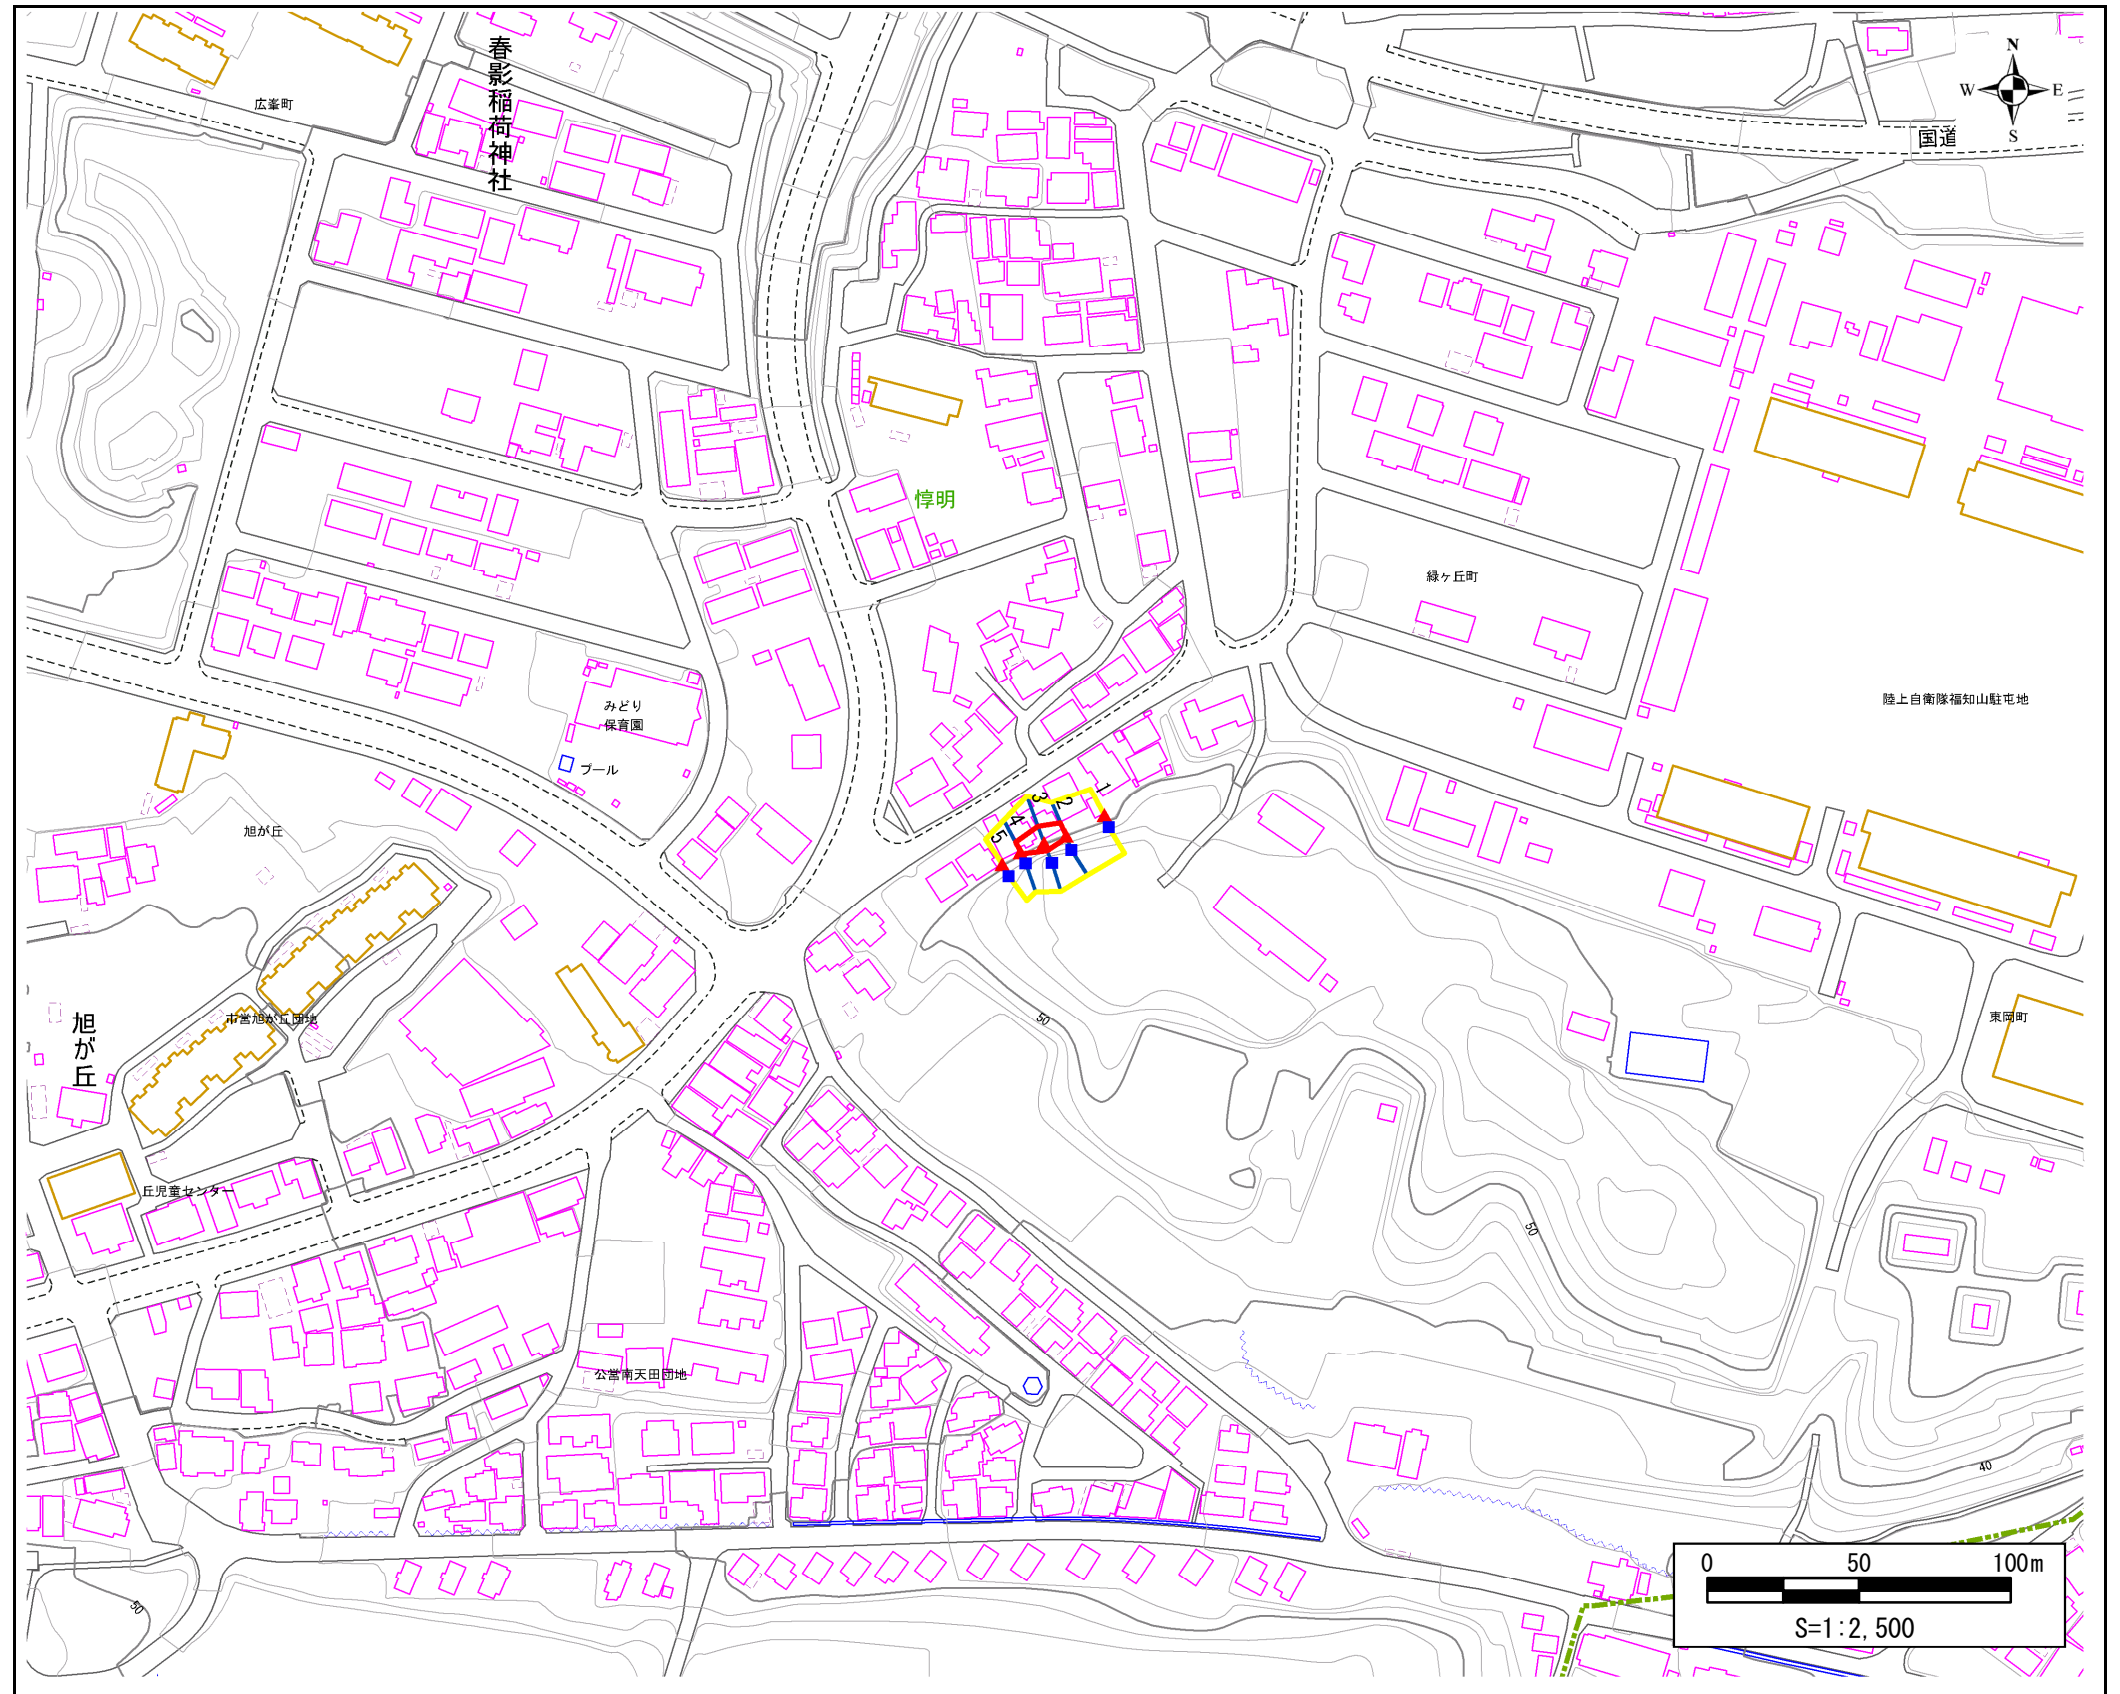 春影稲荷神社
広峯町
N
W
E
S
国道
惇明
緑ヶ丘町
陸上自衛隊福知山駐屯地
みどり
保育園
プール
旭が丘
1
2
3
4
5
50
市営旭が丘団地
旭が丘
東岡町
丘児童センター
50
公営南天田団地
40
50
0 50 100m
S=1:2,500